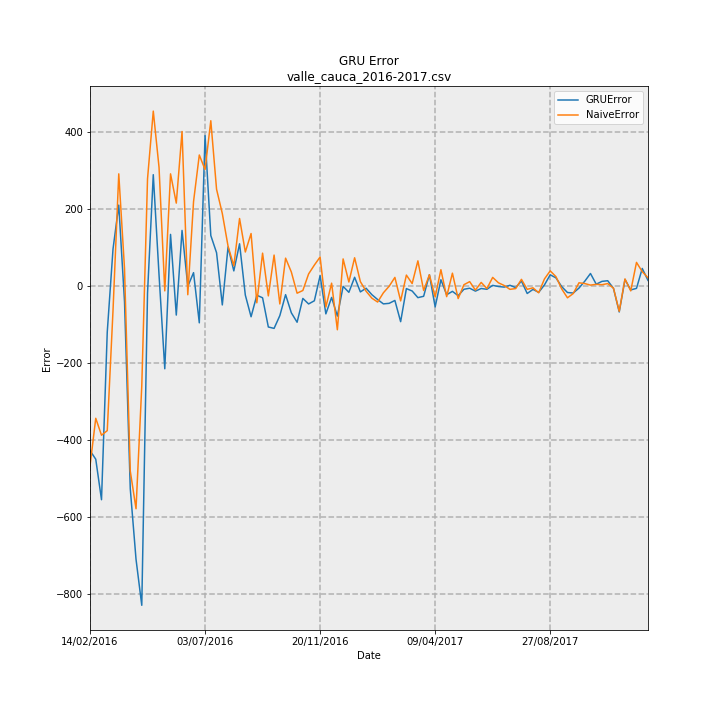 GRU Error
valle_cauca_2016-2017.csv
GRUError
NaiveError
400
200
0
−200
−400
−600
−800
Error
14/02/2016
03/07/2016
20/11/2016
09/04/2017
27/08/2017
Date